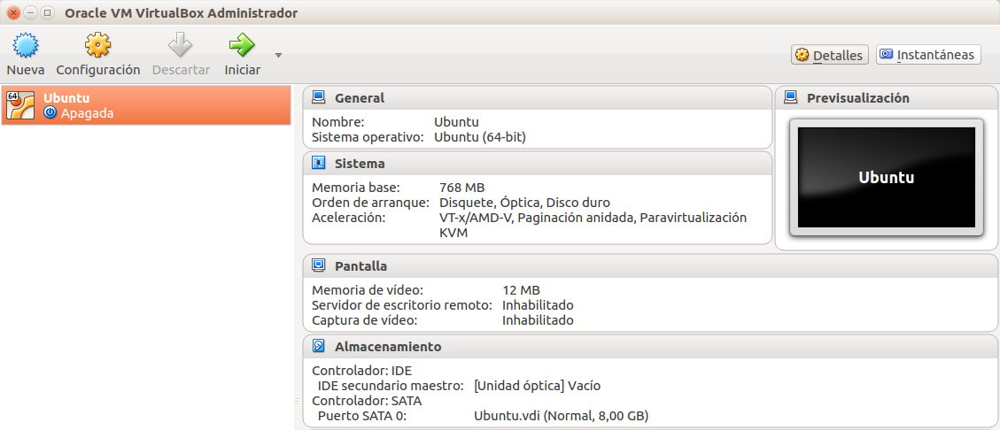 Oracle VM VirtualBox Administrador
Nueva
Configuración
Descartar
Iniciar
Detalles
Instantáneas
64
Ubuntu
Apagada
General
Nombre: Ubuntu
Sistema operativo: Ubuntu (64-bit)
Previsualización
Ubuntu
Sistema
Memoria base: 768 MB
Orden de arranque: Disquete, Óptica, Disco duro
Aceleración: VT-x/AMD-V, Paginación anidada, Paravirtualización
KVM
Pantalla
Memoria de vídeo: 12 MB
Servidor de escritorio remoto: Inhabilitado
Captura de vídeo: Inhabilitado
Almacenamiento
Controlador: IDE
IDE secundario maestro: [Unidad óptica] Vacío
Controlador: SATA
Puerto SATA 0: Ubuntu.vdi (Normal, 8,00 GB)